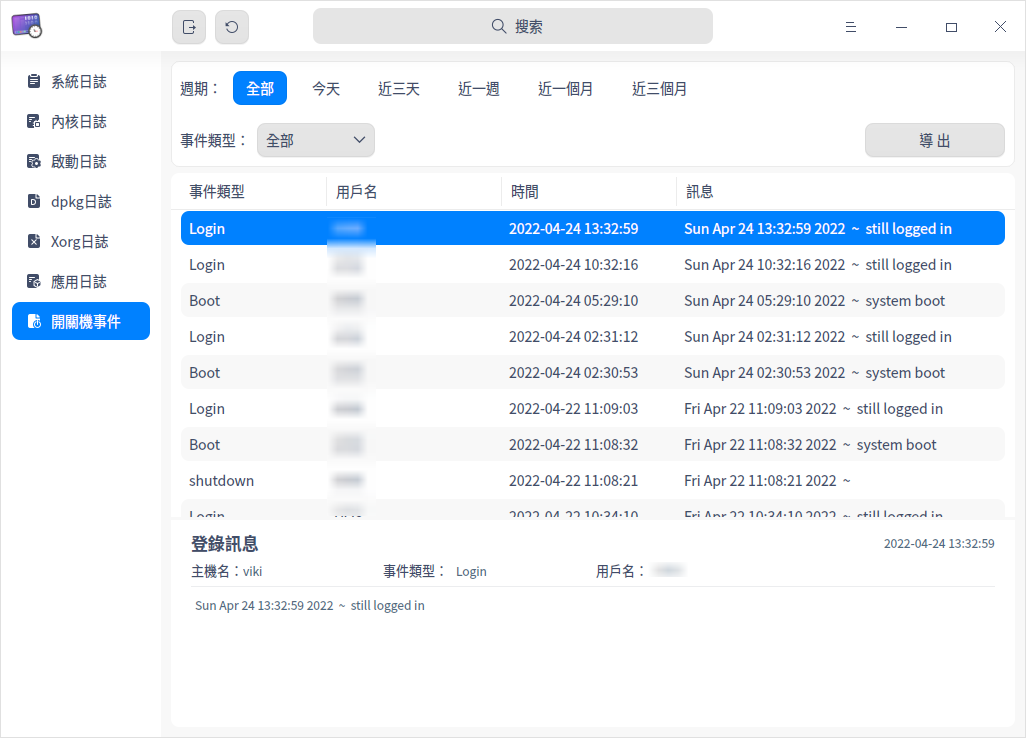 搜索
系統日誌
內核日誌
啟動日誌
dpkg日誌
Xorg日誌
應用日誌
開關機事件
週期：　全部　今天　近三天　近一週　近一個月　近三個月
事件類型：　全部　導 出
事件類型　用戶名　時間　訊息
Login　2022-04-24 13:32:59　Sun Apr 24 13:32:59 2022 ~ still logged in
Login　2022-04-24 10:32:16　Sun Apr 24 10:32:16 2022 ~ still logged in
Boot　2022-04-24 05:29:10　Sun Apr 24 05:29:10 2022 ~ system boot
Login　2022-04-24 02:31:12　Sun Apr 24 02:31:12 2022 ~ still logged in
Boot　2022-04-24 02:30:53　Sun Apr 24 02:30:53 2022 ~ system boot
Login　2022-04-22 11:09:03　Fri Apr 22 11:09:03 2022 ~ still logged in
Boot　2022-04-22 11:08:32　Fri Apr 22 11:08:32 2022 ~ system boot
shutdown　2022-04-22 11:08:21　Fri Apr 22 11:08:21 2022 ~
Login　2022-04-22 10:34:10　Fri Apr 22 10:34:10 2022 ~ still logged in
登錄訊息　2022-04-24 13:32:59
主機名：viki　事件類型：　Login　用戶名：
Sun Apr 24 13:32:59 2022 ~ still logged in